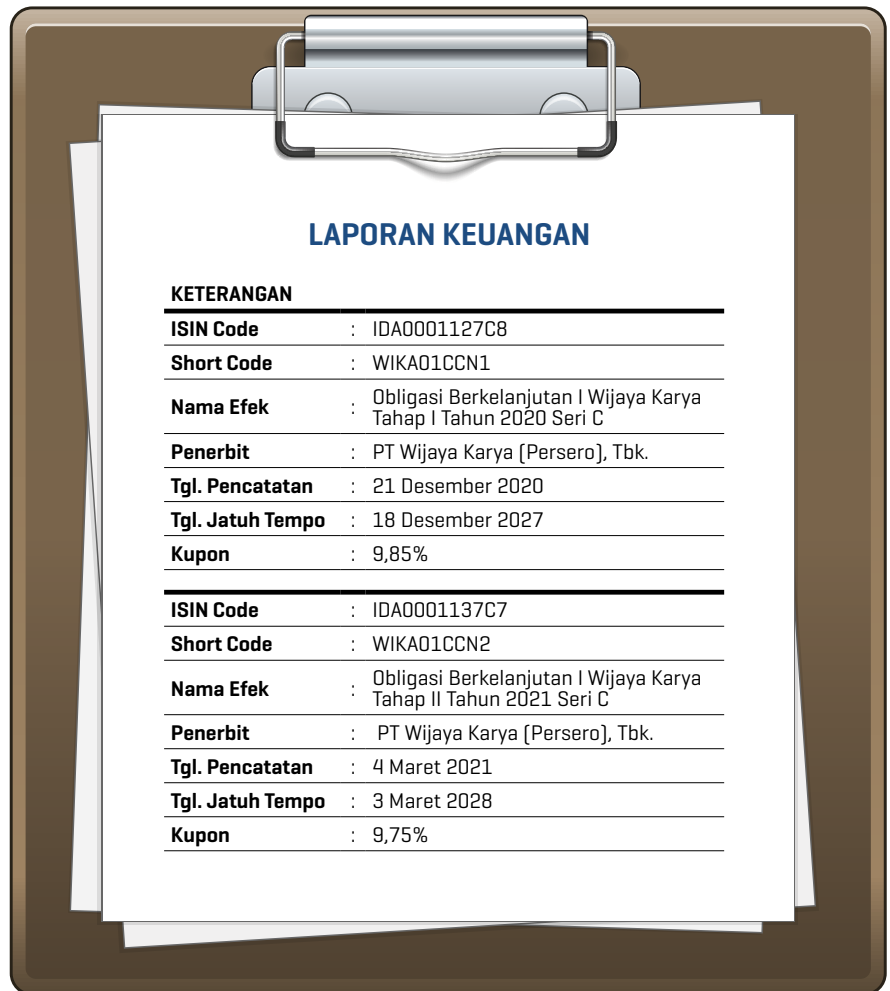 LAPORAN KEUANGAN
KETERANGAN
ISIN Code : IDA0001127C8
Short Code : WIKA01CCN1
Nama Efek : Obligasi Berkelanjutan I Wijaya Karya
Tahap I Tahun 2020 Seri C
Penerbit : PT Wijaya Karya (Persero), Tbk.
Tgl. Pencatatan : 21 Desember 2020
Tgl. Jatuh Tempo : 18 Desember 2027
Kupon : 9,85%
ISIN Code : IDA0001137C7
Short Code : WIKA01CCN2
Nama Efek : Obligasi Berkelanjutan I Wijaya Karya
Tahap II Tahun 2021 Seri C
Penerbit : PT Wijaya Karya (Persero), Tbk.
Tgl. Pencatatan : 4 Maret 2021
Tgl. Jatuh Tempo : 3 Maret 2028
Kupon : 9,75%